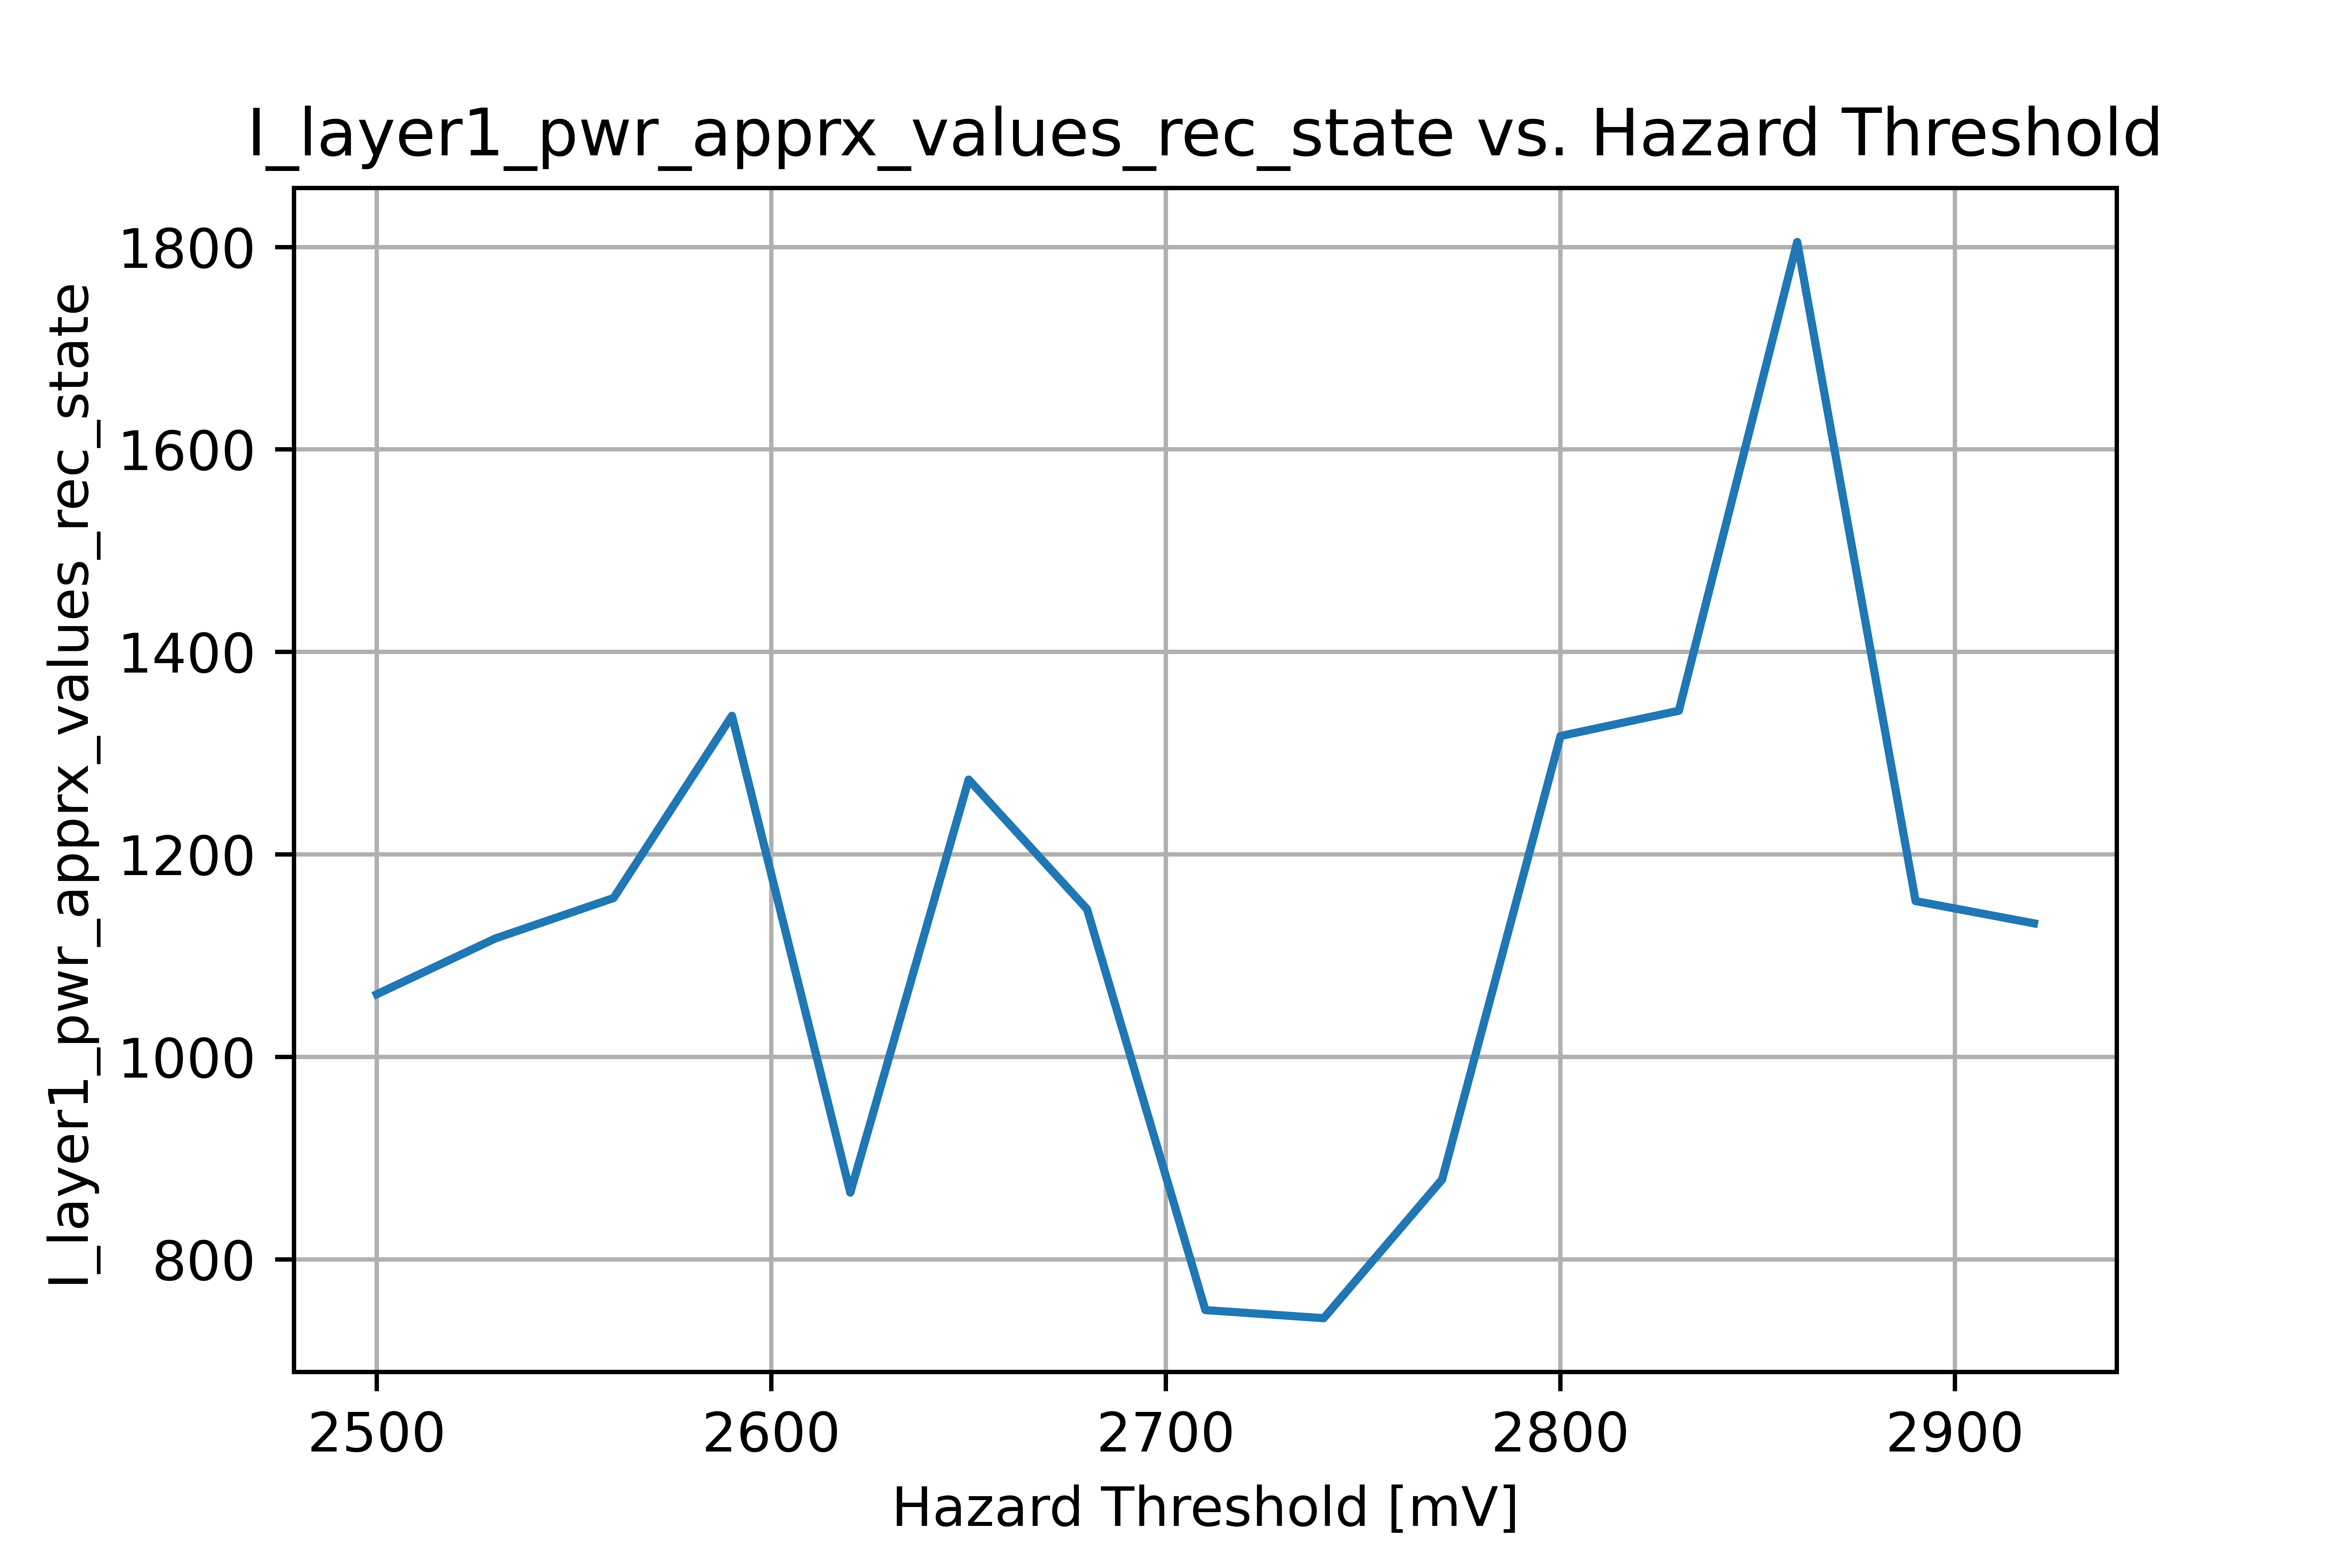 I_layer1_pwr_apprx_values_rec_state vs. Hazard Threshold
I_layer1_pwr_apprx_values_rec_state
1800
1600
1400
1200
1000
800
2500 2600 2700 2800 2900
Hazard Threshold [mV]